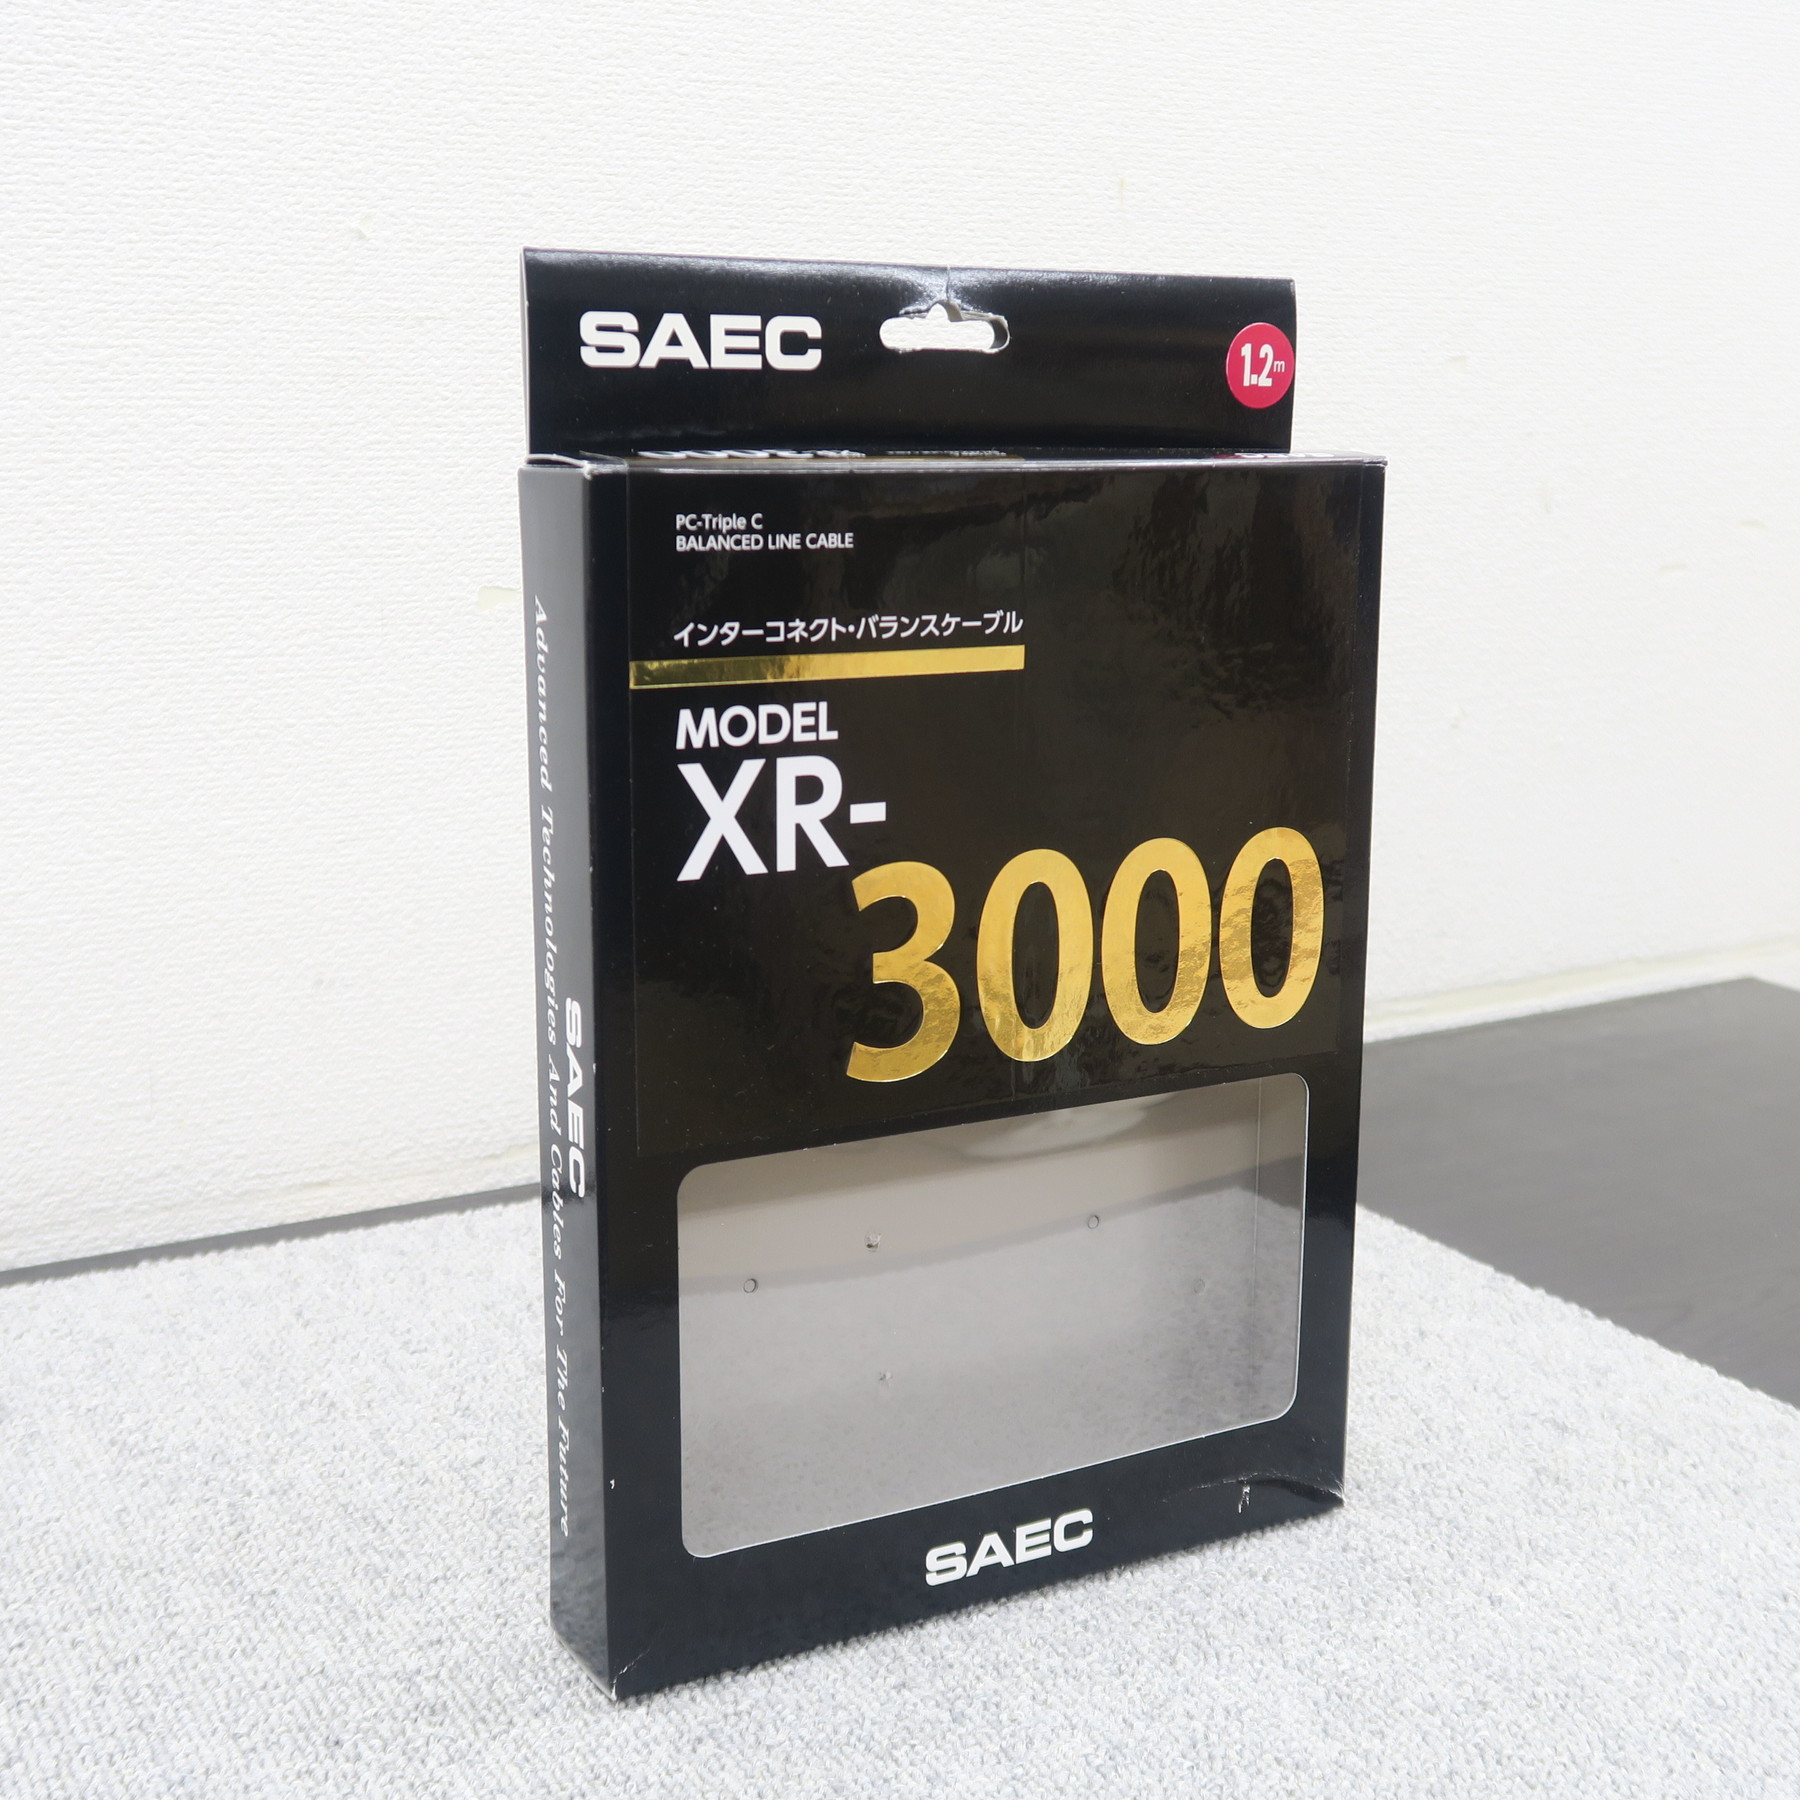 SAEC
1.2m
PC-Triple C
BALANCED LINE CABLE
インターコネクト・バランスケーブル
MODEL
XR-
3000
SAEC
SAEC
Advanced Technologies And Cables For The Future